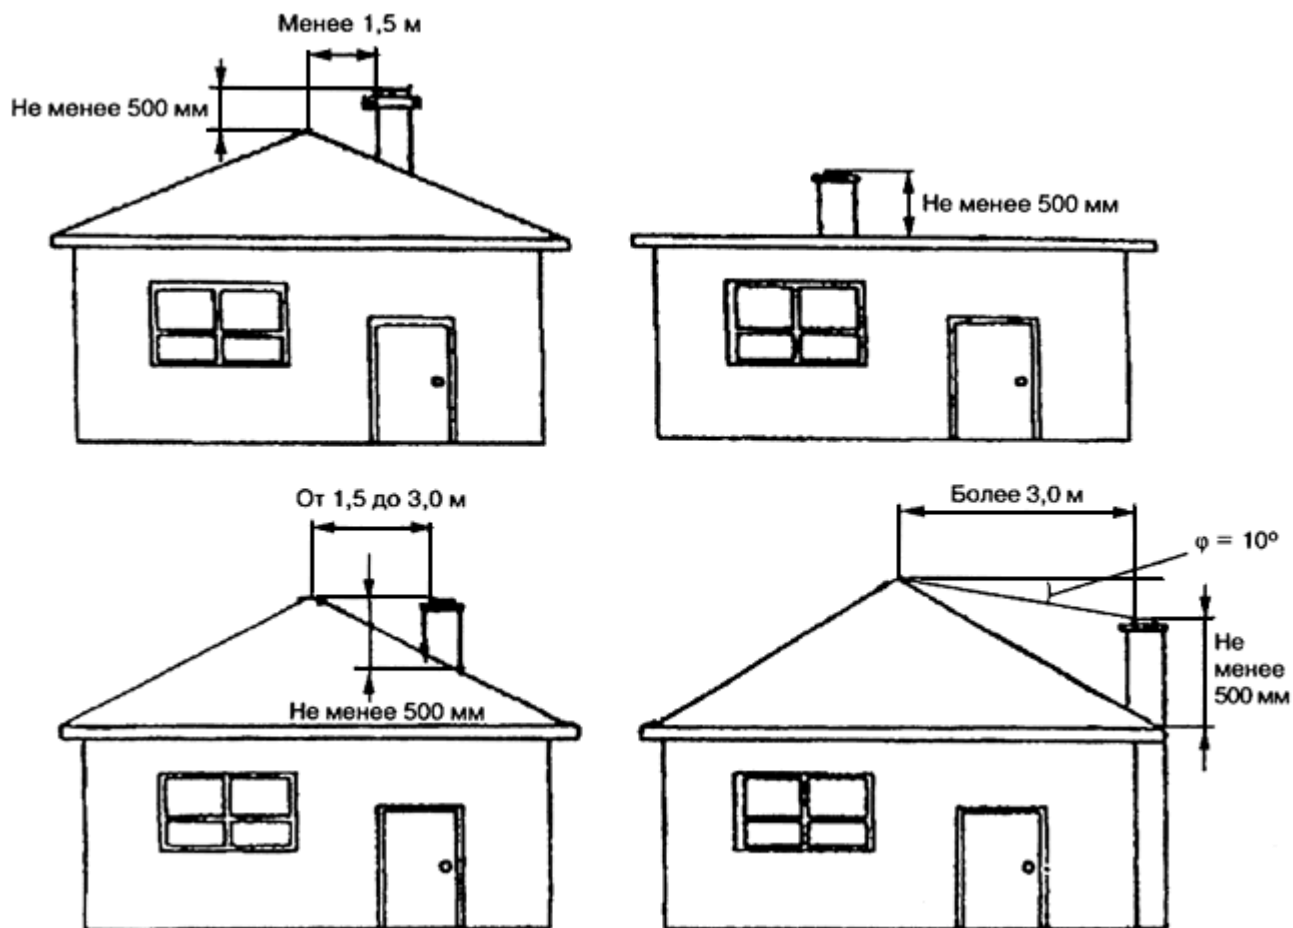 Менее 1,5 м
Не менее 500 мм
Не менее 500 мм
От 1,5 до 3,0 м
Не менее 500 мм
Более 3,0 м
φ = 10º
Не
менее
500 мм